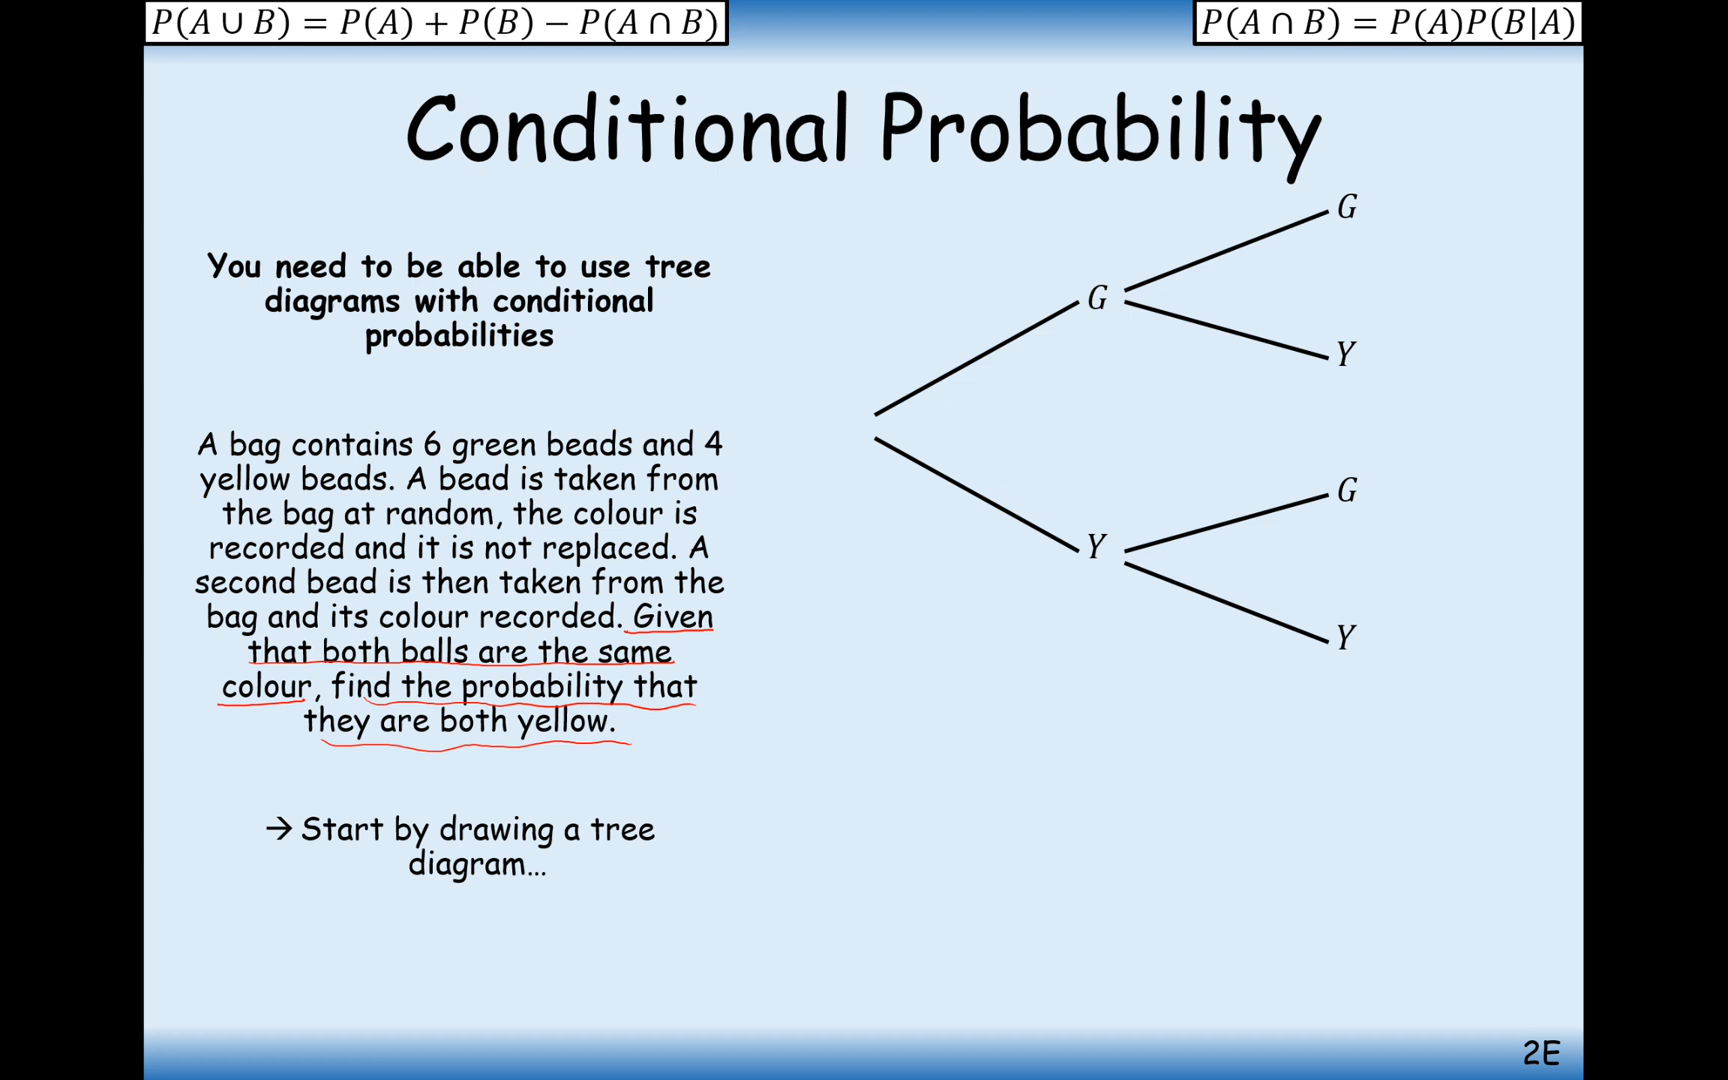 P(A ∪ B) = P(A) + P(B) − P(A ∩ B)
P(A ∩ B) = P(A)P(B|A)
Conditional Probability
You need to be able to use tree
diagrams with conditional
probabilities
A bag contains 6 green beads and 4
yellow beads. A bead is taken from
the bag at random, the colour is
recorded and it is not replaced. A
second bead is then taken from the
bag and its colour recorded. Given
that both balls are the same
colour, find the probability that
they are both yellow.
→ Start by drawing a tree
diagram...
G
G
Y
G
Y
Y
2E